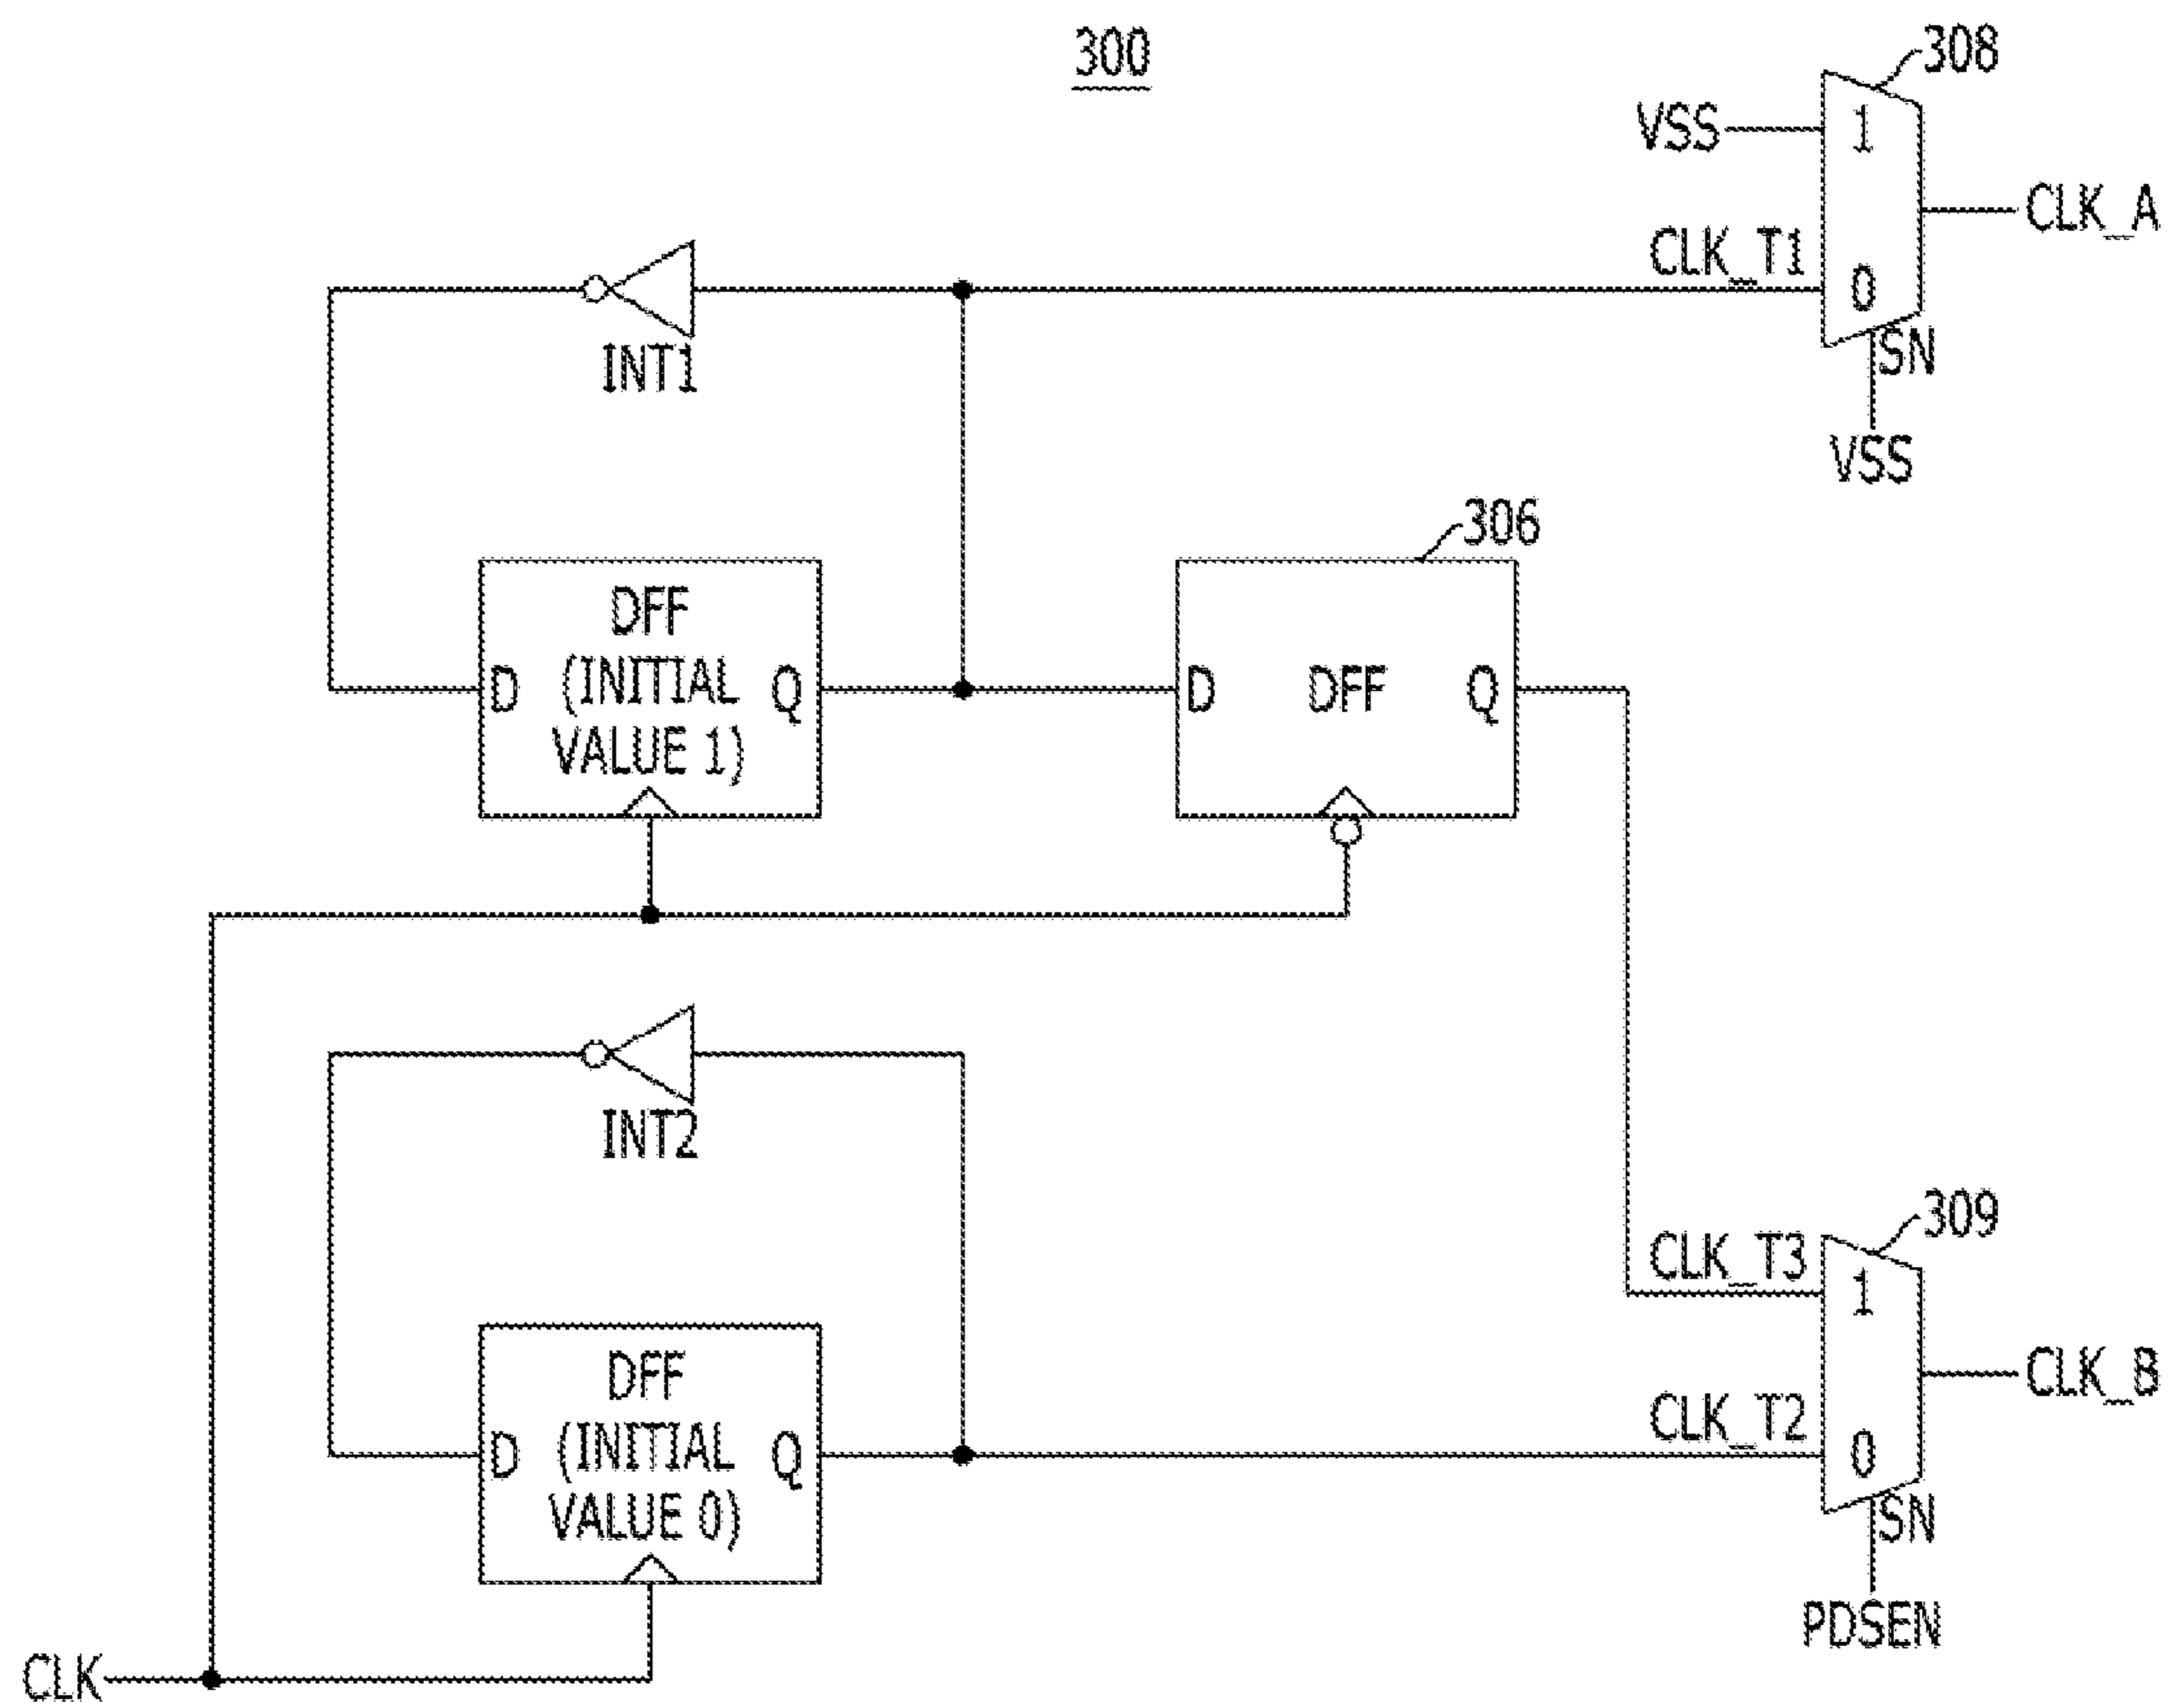 300
308
VSS
1
CLK_A
CLK_T1
0
INT1
SN
VSS
306
DFF
(INITIAL
VALUE 1)
D
Q
D
DFF
Q
INT2
309
CLK_T3
1
CLK_B
DFF
(INITIAL
VALUE 0)
D
Q
CLK_T2
0
SN
PDSEN
CLK